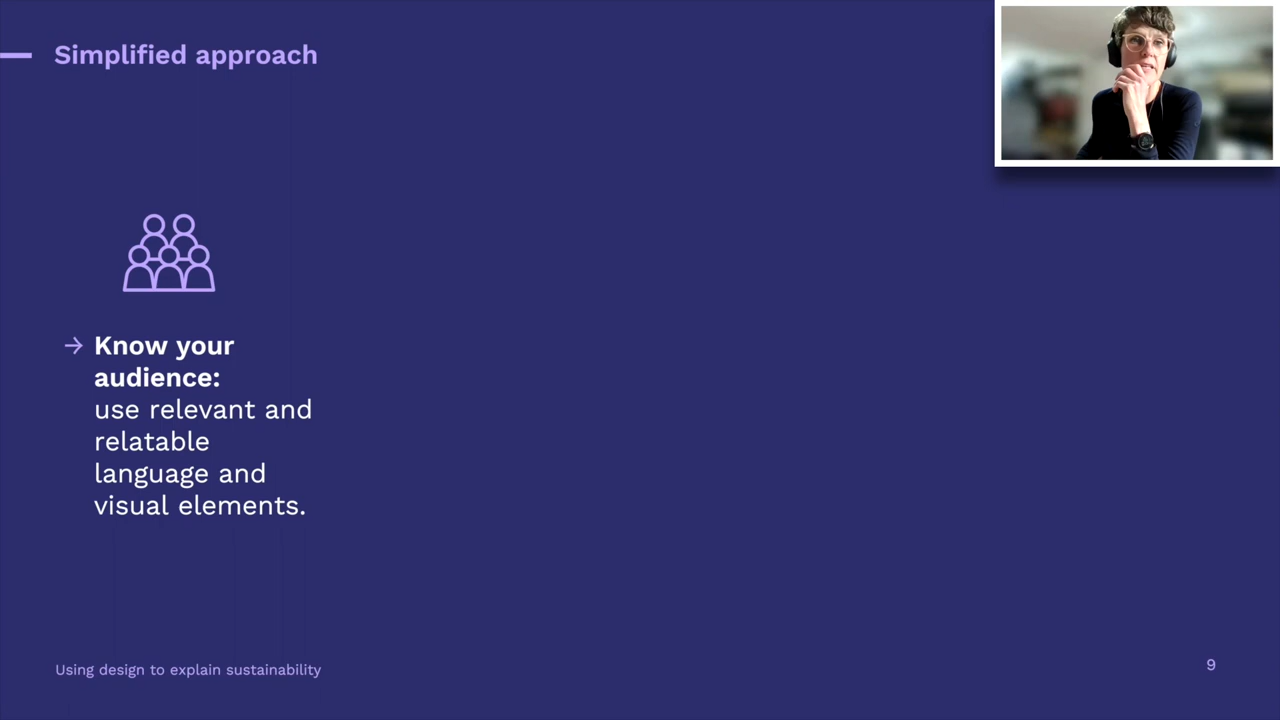 Simplified approach
→ Know your
audience:
use relevant and
relatable
language and
visual elements.
Using design to explain sustainability
9